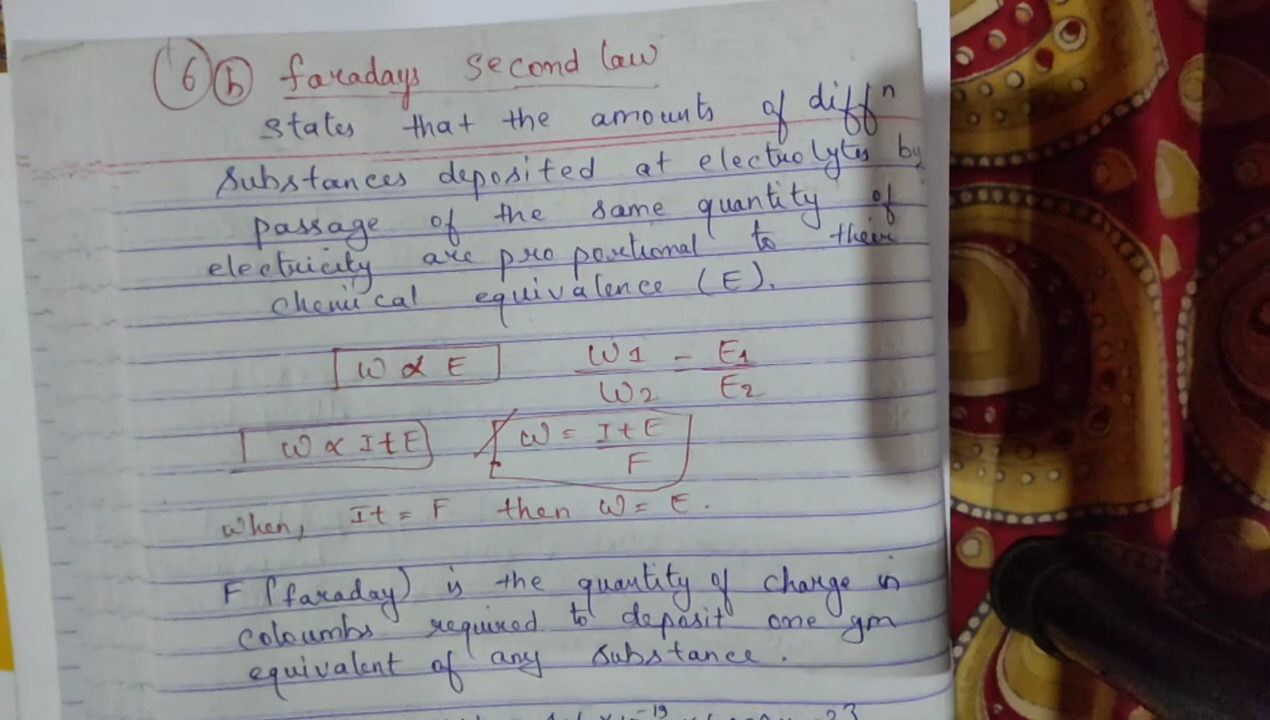 6 b faradays second law
states that the amounts of diffn
substances deposited at electrolytes by
passage of the same quantity of
electricity are proportional to their
chemical equivalence (E).
W ∝ E W1/W2 = E1/E2
W ∝ ItE W = ItE/F
when, It = F then W = E.
F (faraday) is the quantity of charge in
coloumbs required to deposit one gm
equivalent of any substance.